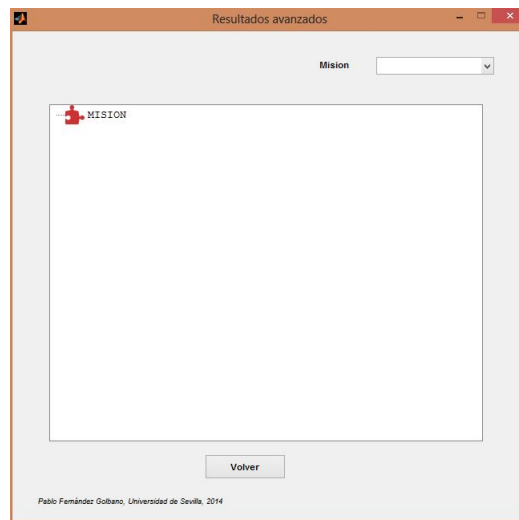 Resultados avanzados
Mision
MISION
Volver
Pablo Fernández Golbano, Universidad de Sevilla, 2014